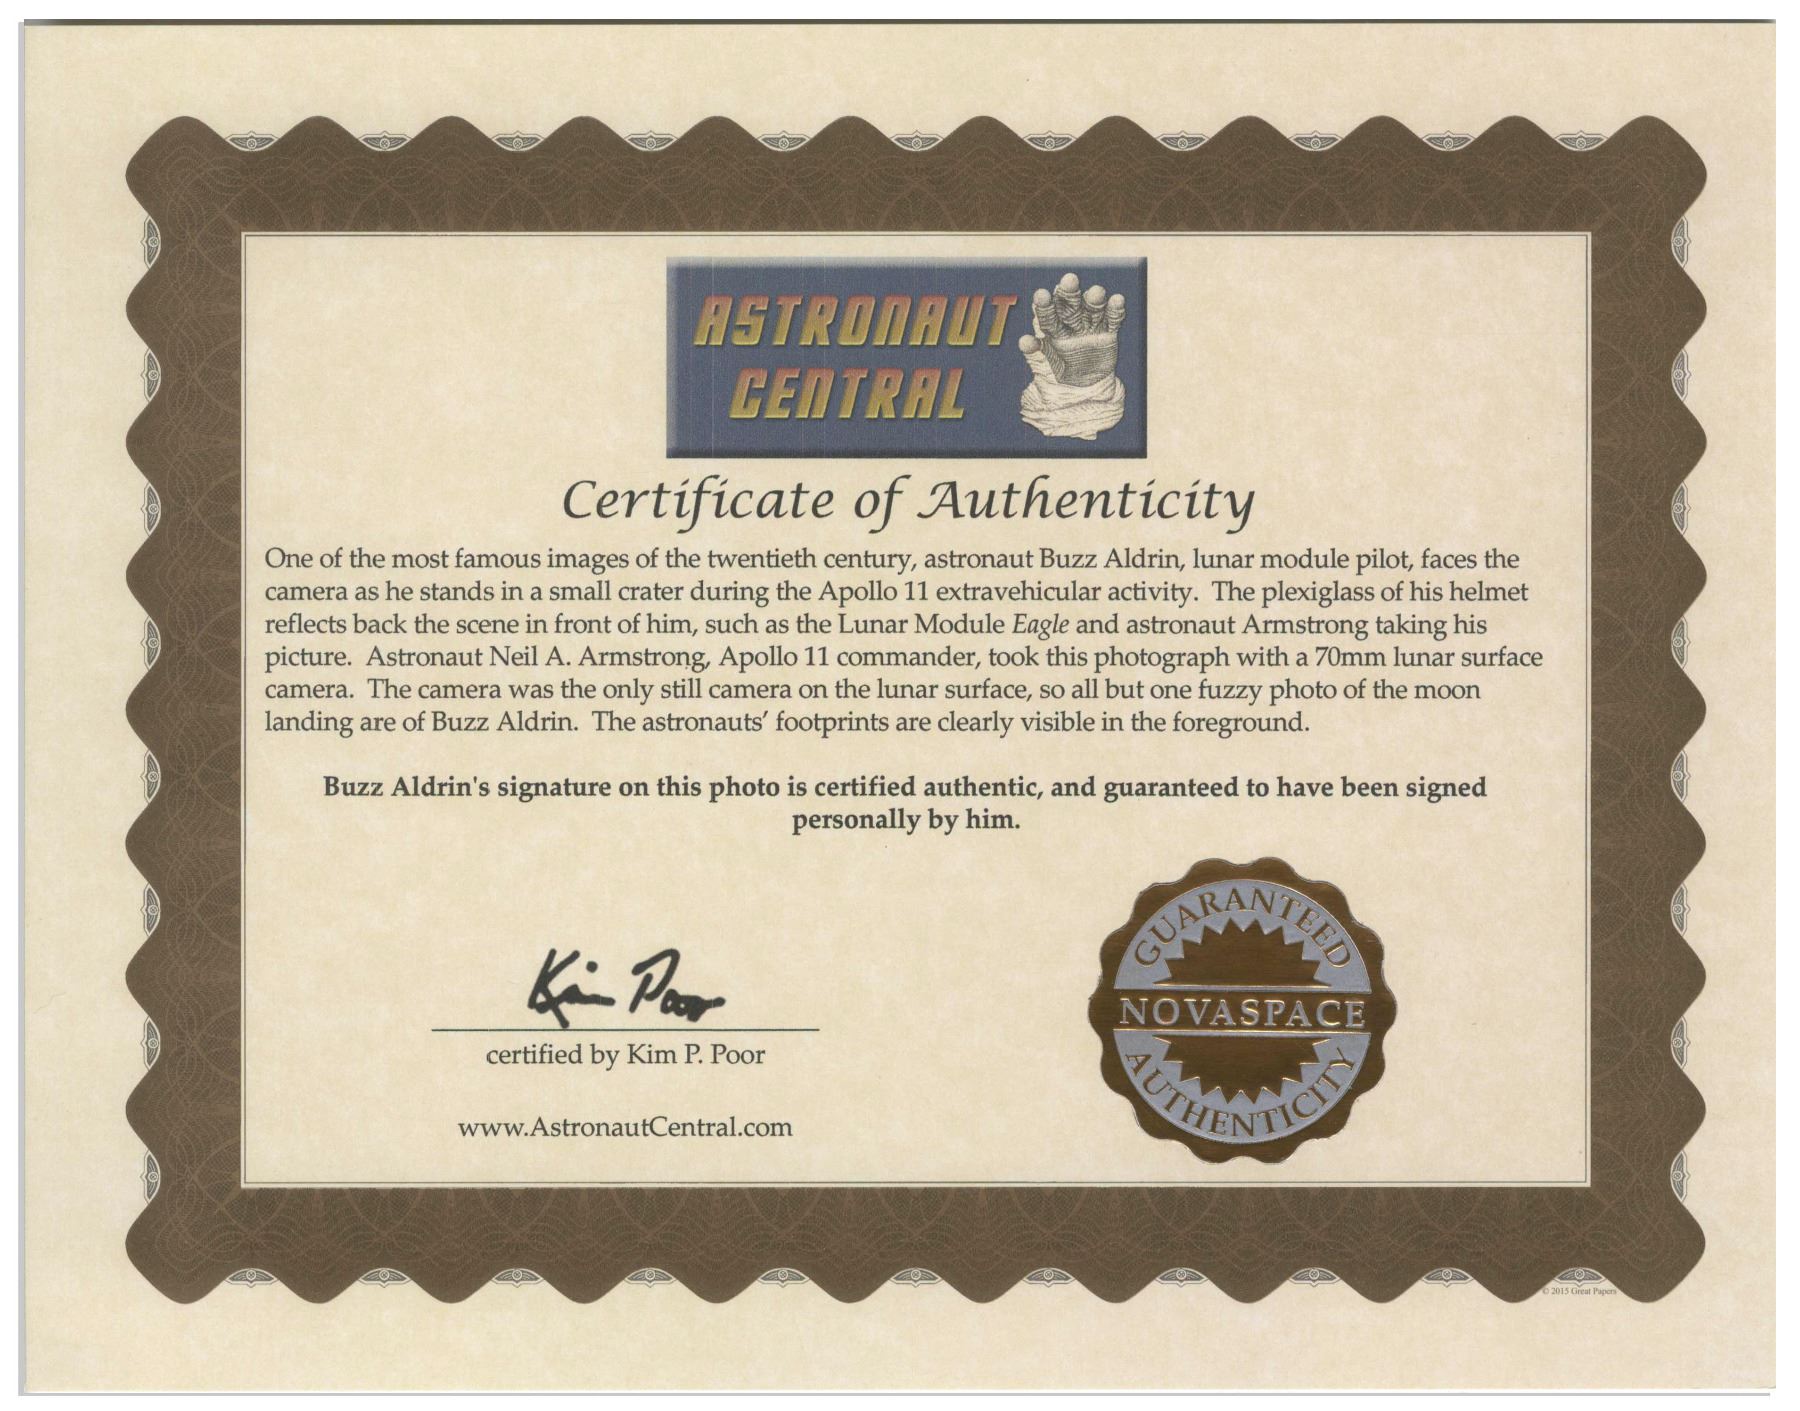 ASTRONAUT
CENTRAL
Certificate of Authenticity
One of the most famous images of the twentieth century, astronaut Buzz Aldrin, lunar module pilot, faces the
camera as he stands in a small crater during the Apollo 11 extravehicular activity.  The plexiglass of his helmet
reflects back the scene in front of him, such as the Lunar Module Eagle and astronaut Armstrong taking his
picture.  Astronaut Neil A. Armstrong, Apollo 11 commander, took this photograph with a 70mm lunar surface
camera.  The camera was the only still camera on the lunar surface, so all but one fuzzy photo of the moon
landing are of Buzz Aldrin.  The astronauts’ footprints are clearly visible in the foreground.
Buzz Aldrin's signature on this photo is certified authentic, and guaranteed to have been signed
personally by him.
Kim Poor
certified by Kim P. Poor
www.AstronautCentral.com
GUARANTEED
NOVASPACE
AUTHENTICITY
© 2015 Great Papers